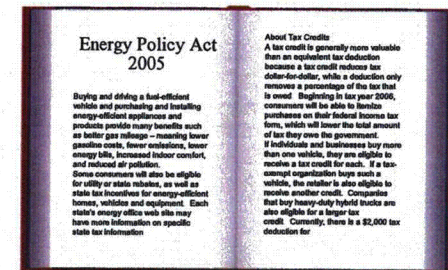 Energy Policy Act
2005
Buying and driving a fuel-efficient
vehicle and purchasing and installing
energy-efficient appliances and
products provide many benefits such
as better gas mileage – meaning lower
gasoline costs, fewer emissions, lower
energy bills, increased indoor comfort,
and reduced air pollution.
Some consumers will also be eligible
for utility or state rebates, as well as
state tax incentives for energy-efficient
homes, vehicles and equipment. Each
state's energy office web site may
have more information on specific
state tax information
About Tax Credits
A tax credit is generally more valuable
than an equivalent tax deduction
because a tax credit reduces tax
dollar-for-dollar, while a deduction only
removes a percentage of the tax that
is owed. Beginning in tax year 2006,
consumers will be able to itemize
purchases on their federal income tax
form, which will lower the total amount
of tax they owe the government.
If individuals and businesses buy more
than one vehicle, they are eligible to
receive a tax credit for each. If a tax-
exempt organization buys such a
vehicle, the retailer is also eligible to
receive another credit. Companies
that buy heavy-duty hybrid trucks are
also eligible for a larger tax
credit. Currently, there is a $2,000 tax
deduction for